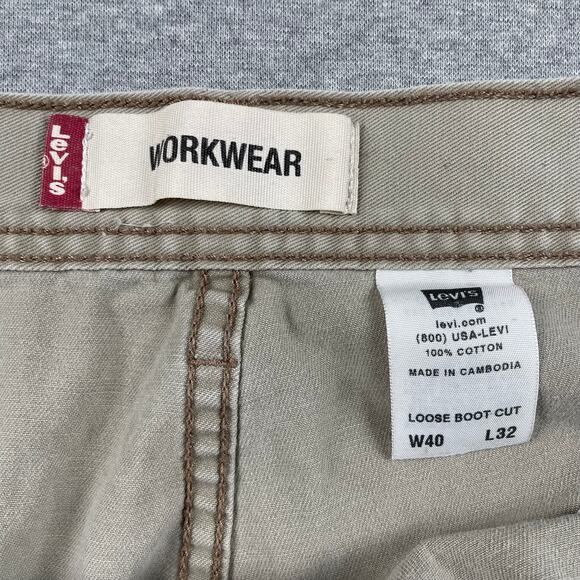 Levi's
®
WORKWEAR
Levi's
®
levi.com
(800) USA-LEVI
100% COTTON
MADE IN CAMBODIA
LOOSE BOOT CUT
W40 L32